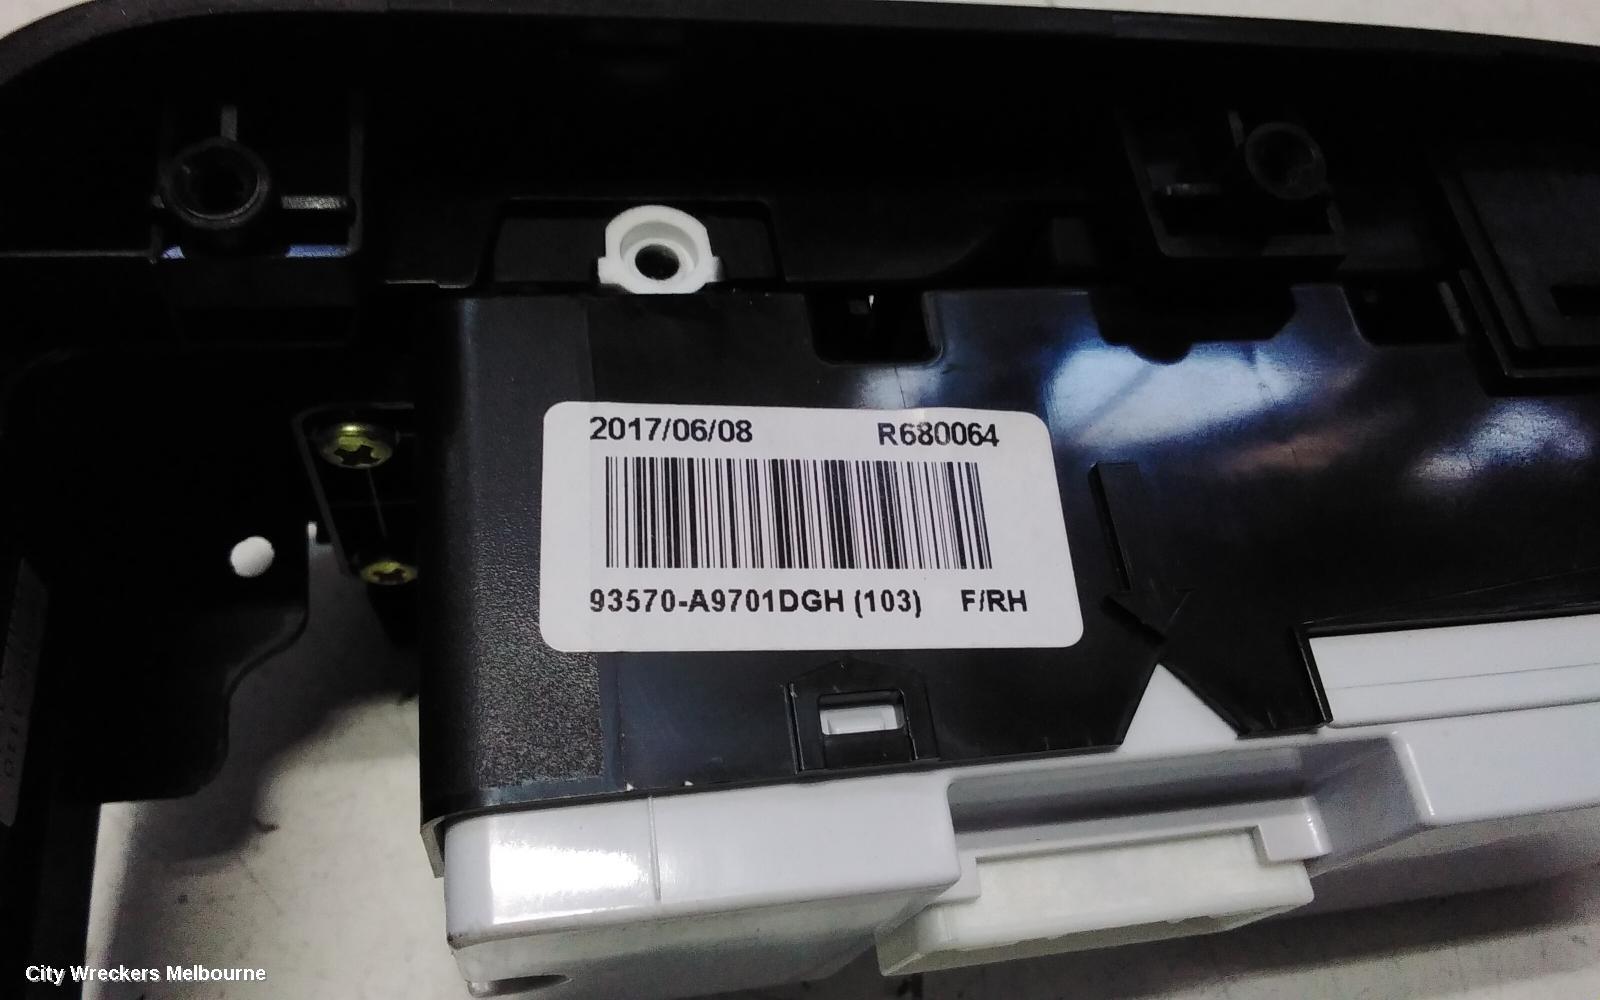 2017/06/08 R680064
93570-A9701DGH (103) F/RH
City Wreckers Melbourne